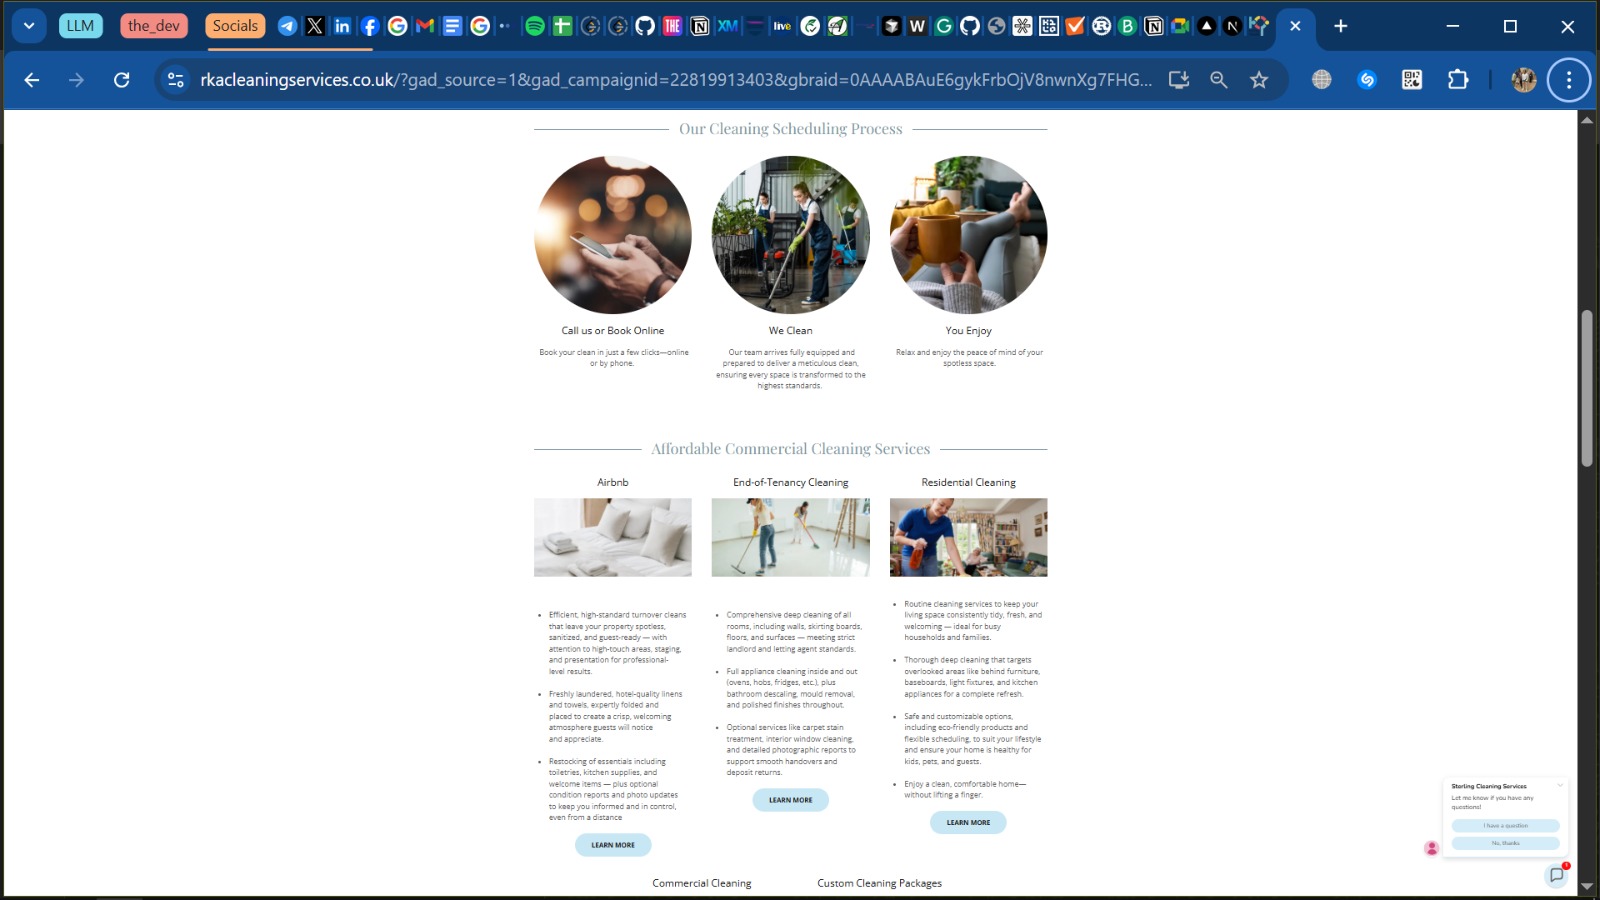 LLM
the_dev
Socials
rkacleaningservices.co.uk/?gad_source=1&gad_campaignid=22819913403&gbraid=0AAAABAuE6gykFrbOjV8nwnXg7FHG...
Our Cleaning Scheduling Process
Call us or Book Online
Book your clean in just a few clicks—online
or by phone.
We Clean
Our team arrives fully equipped and
prepared to deliver a meticulous clean,
ensuring every space is transformed to the
highest standards.
You Enjoy
Relax and enjoy the peace of mind of your
spotless space.
Affordable Commercial Cleaning Services
Airbnb
Efficient, high-standard turnover cleans
that leave your property spotless,
sanitized, and guest-ready — with
attention to high-touch areas, staging,
and presentation for professional-
level results.
Freshly laundered, hotel-quality linens
and towels, expertly folded and
placed to create a crisp, welcoming
atmosphere guests will notice
and appreciate.
Restocking of essentials including
toiletries, kitchen supplies, and
welcome items — plus optional
condition reports and photo updates
to keep you informed and in control,
even from a distance
LEARN MORE
End-of-Tenancy Cleaning
Comprehensive deep cleaning of all
rooms, including walls, skirting boards,
floors, and surfaces — meeting strict
landlord and letting agent standards.
Full appliance cleaning inside and out
(ovens, hobs, fridges, etc.), plus
bathroom descaling, mould removal,
and polished finishes throughout.
Optional services like carpet stain
treatment, interior window cleaning,
and detailed photographic reports to
support smooth handovers and
deposit returns.
LEARN MORE
Residential Cleaning
Routine cleaning services to keep your
living space consistently tidy, fresh, and
welcoming — ideal for busy
households and families.
Thorough deep cleaning that targets
overlooked areas like behind furniture,
baseboards, light fixtures, and kitchen
appliances for a complete refresh.
Safe and customizable options,
including eco-friendly products and
flexible scheduling, to suit your lifestyle
and ensure your home is healthy for
kids, pets, and guests.
Enjoy a clean, comfortable home—
without lifting a finger.
LEARN MORE
Commercial Cleaning
Custom Cleaning Packages
Storling Cleaning Services
Let me know if you have any
questions!
I have a question
No, thanks